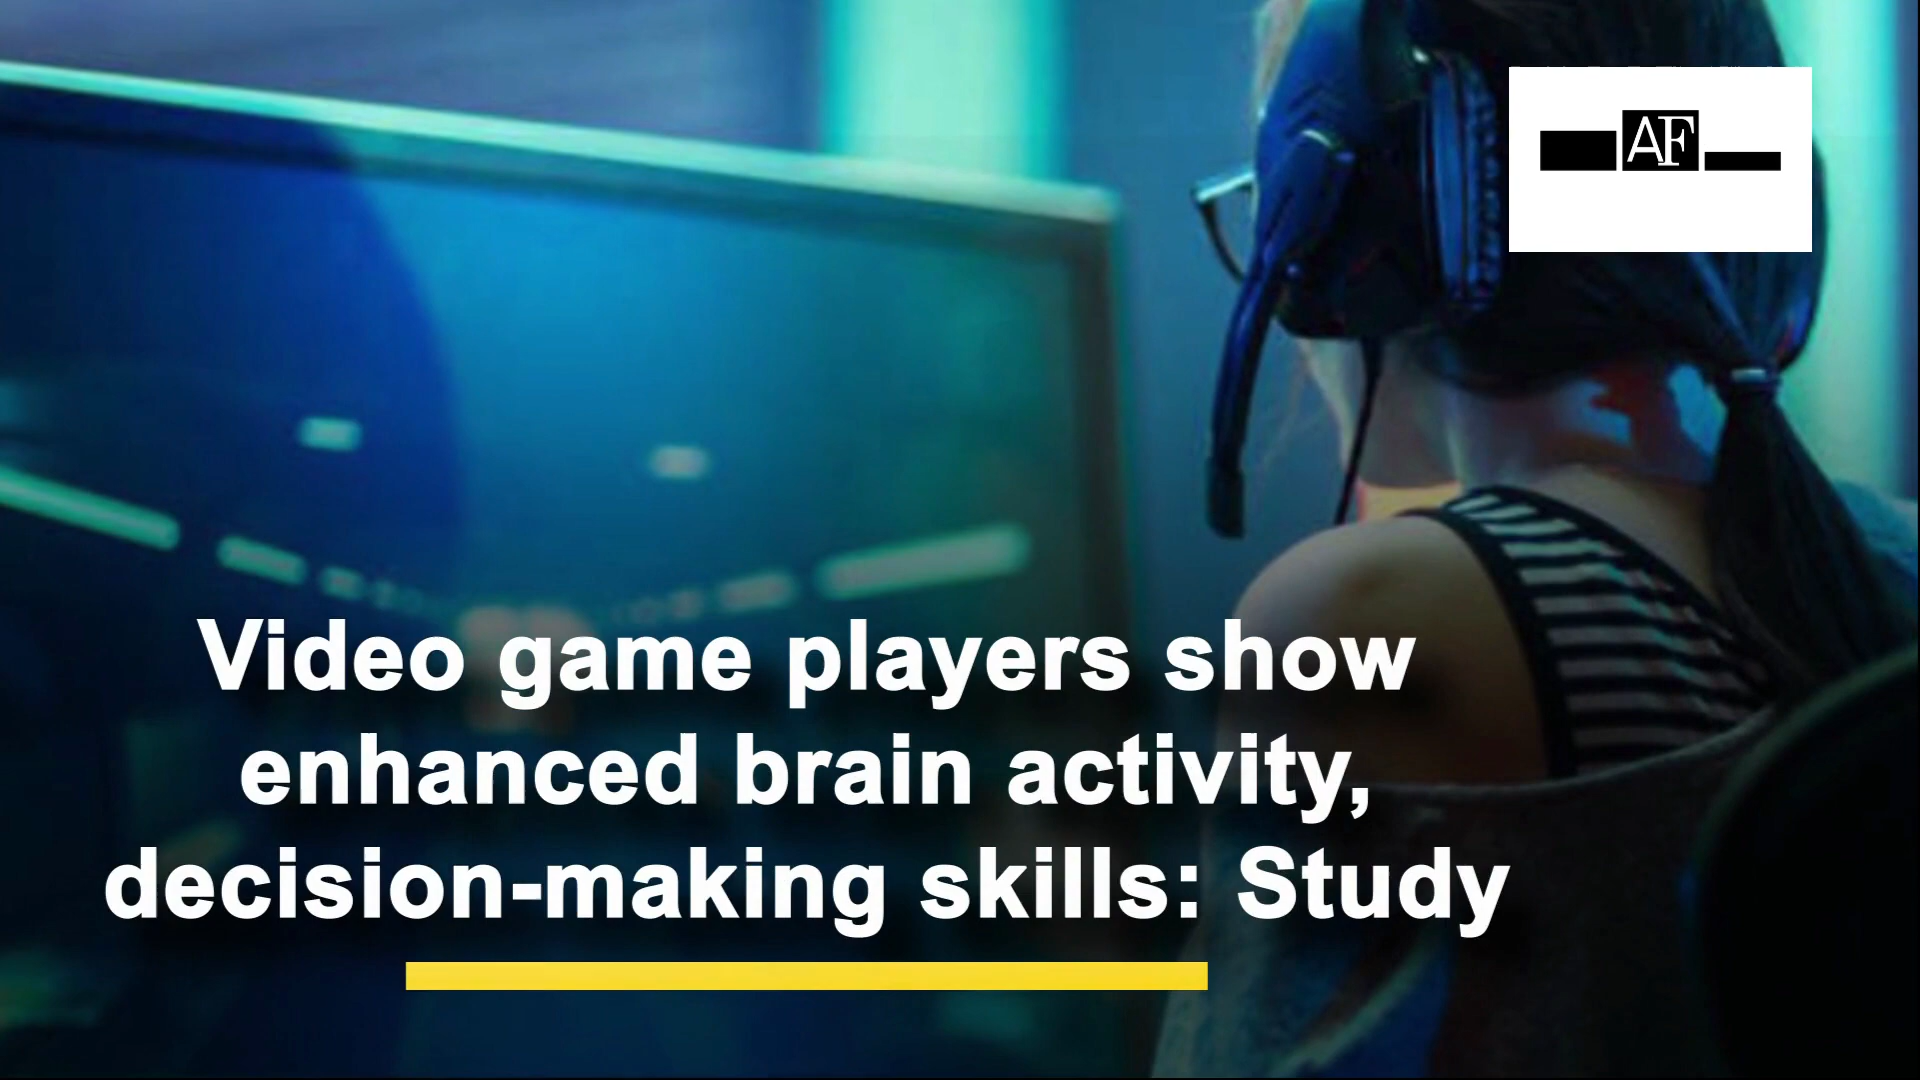 AF
Video game players show
enhanced brain activity,
decision-making skills: Study